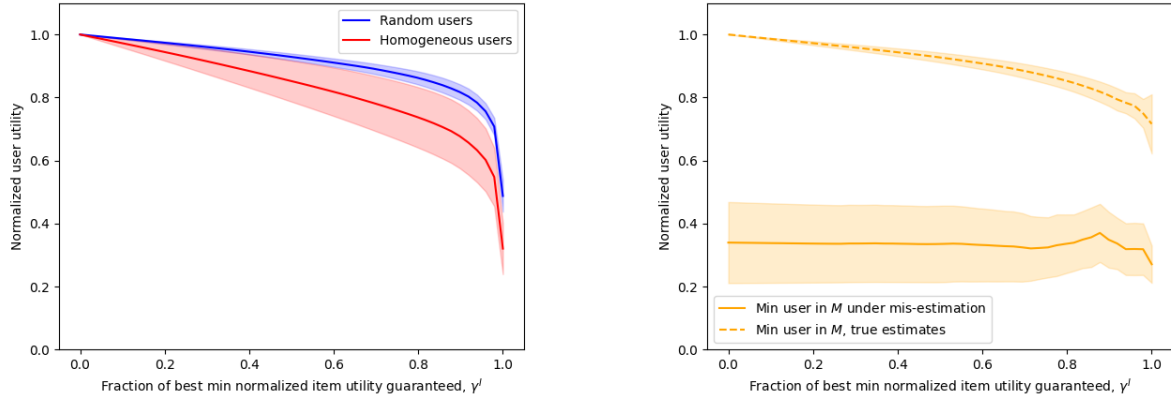 Normalized user utility
1.0
0.8
0.6
0.4
0.2
0.0
0.0 0.2 0.4 0.6 0.8 1.0
Fraction of best min normalized item utility guaranteed, γ^I
Random users
Homogeneous users
Normalized user utility
1.0
0.8
0.6
0.4
0.2
0.0
0.0 0.2 0.4 0.6 0.8 1.0
Fraction of best min normalized item utility guaranteed, γ^I
Min user in M under mis-estimation
Min user in M, true estimates